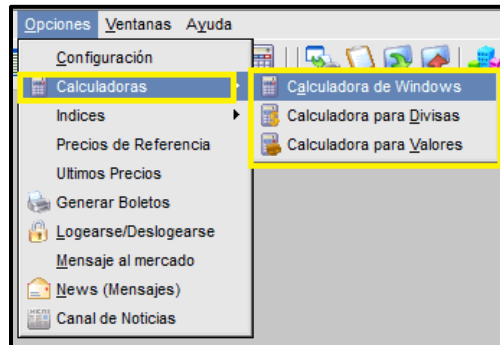 Opciones Ventanas Ayuda
Configuración
Calculadoras
Indices
Precios de Referencia
Ultimos Precios
Generar Boletos
Logearse/Deslogearse
Mensaje al mercado
News (Mensajes)
Canal de Noticias
Calculadora de Windows
Calculadora para Divisas
Calculadora para Valores